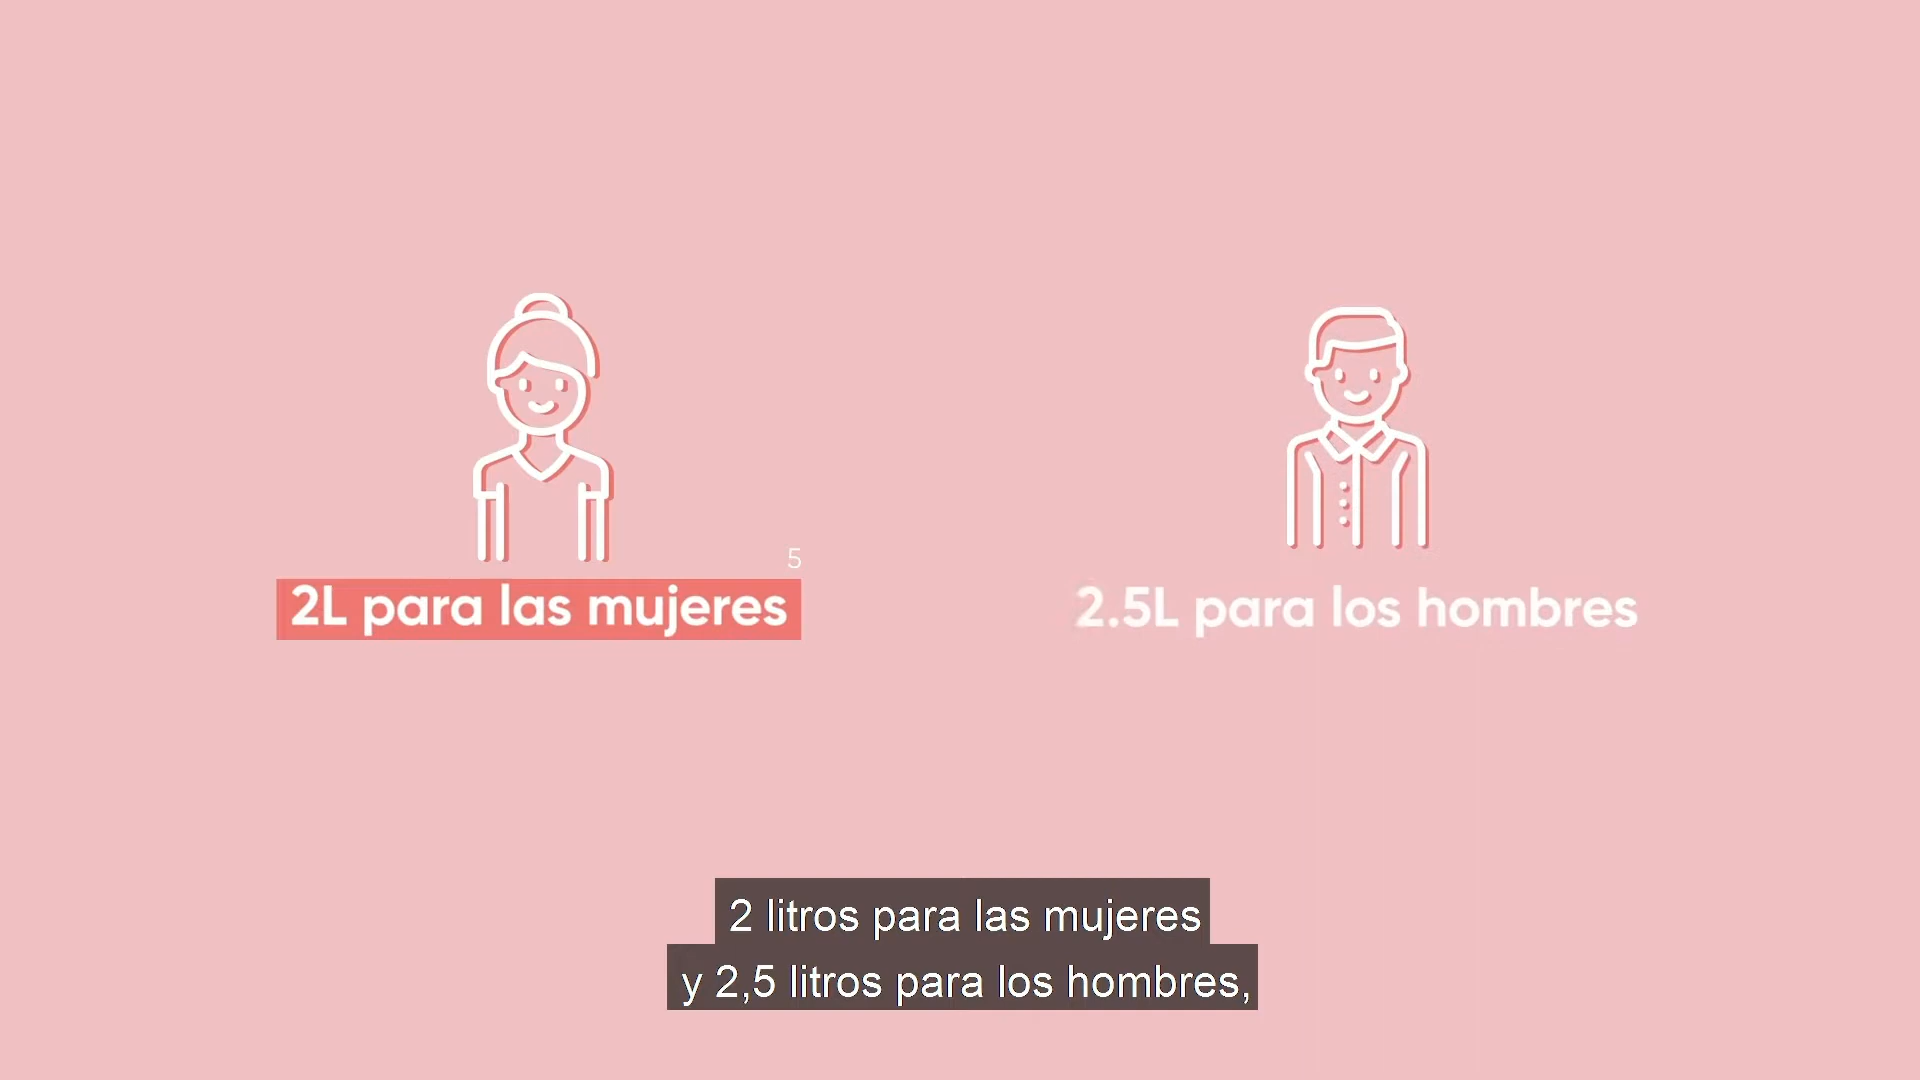 5
2L para las mujeres
2.5L para los hombres
2 litros para las mujeres
y 2,5 litros para los hombres,